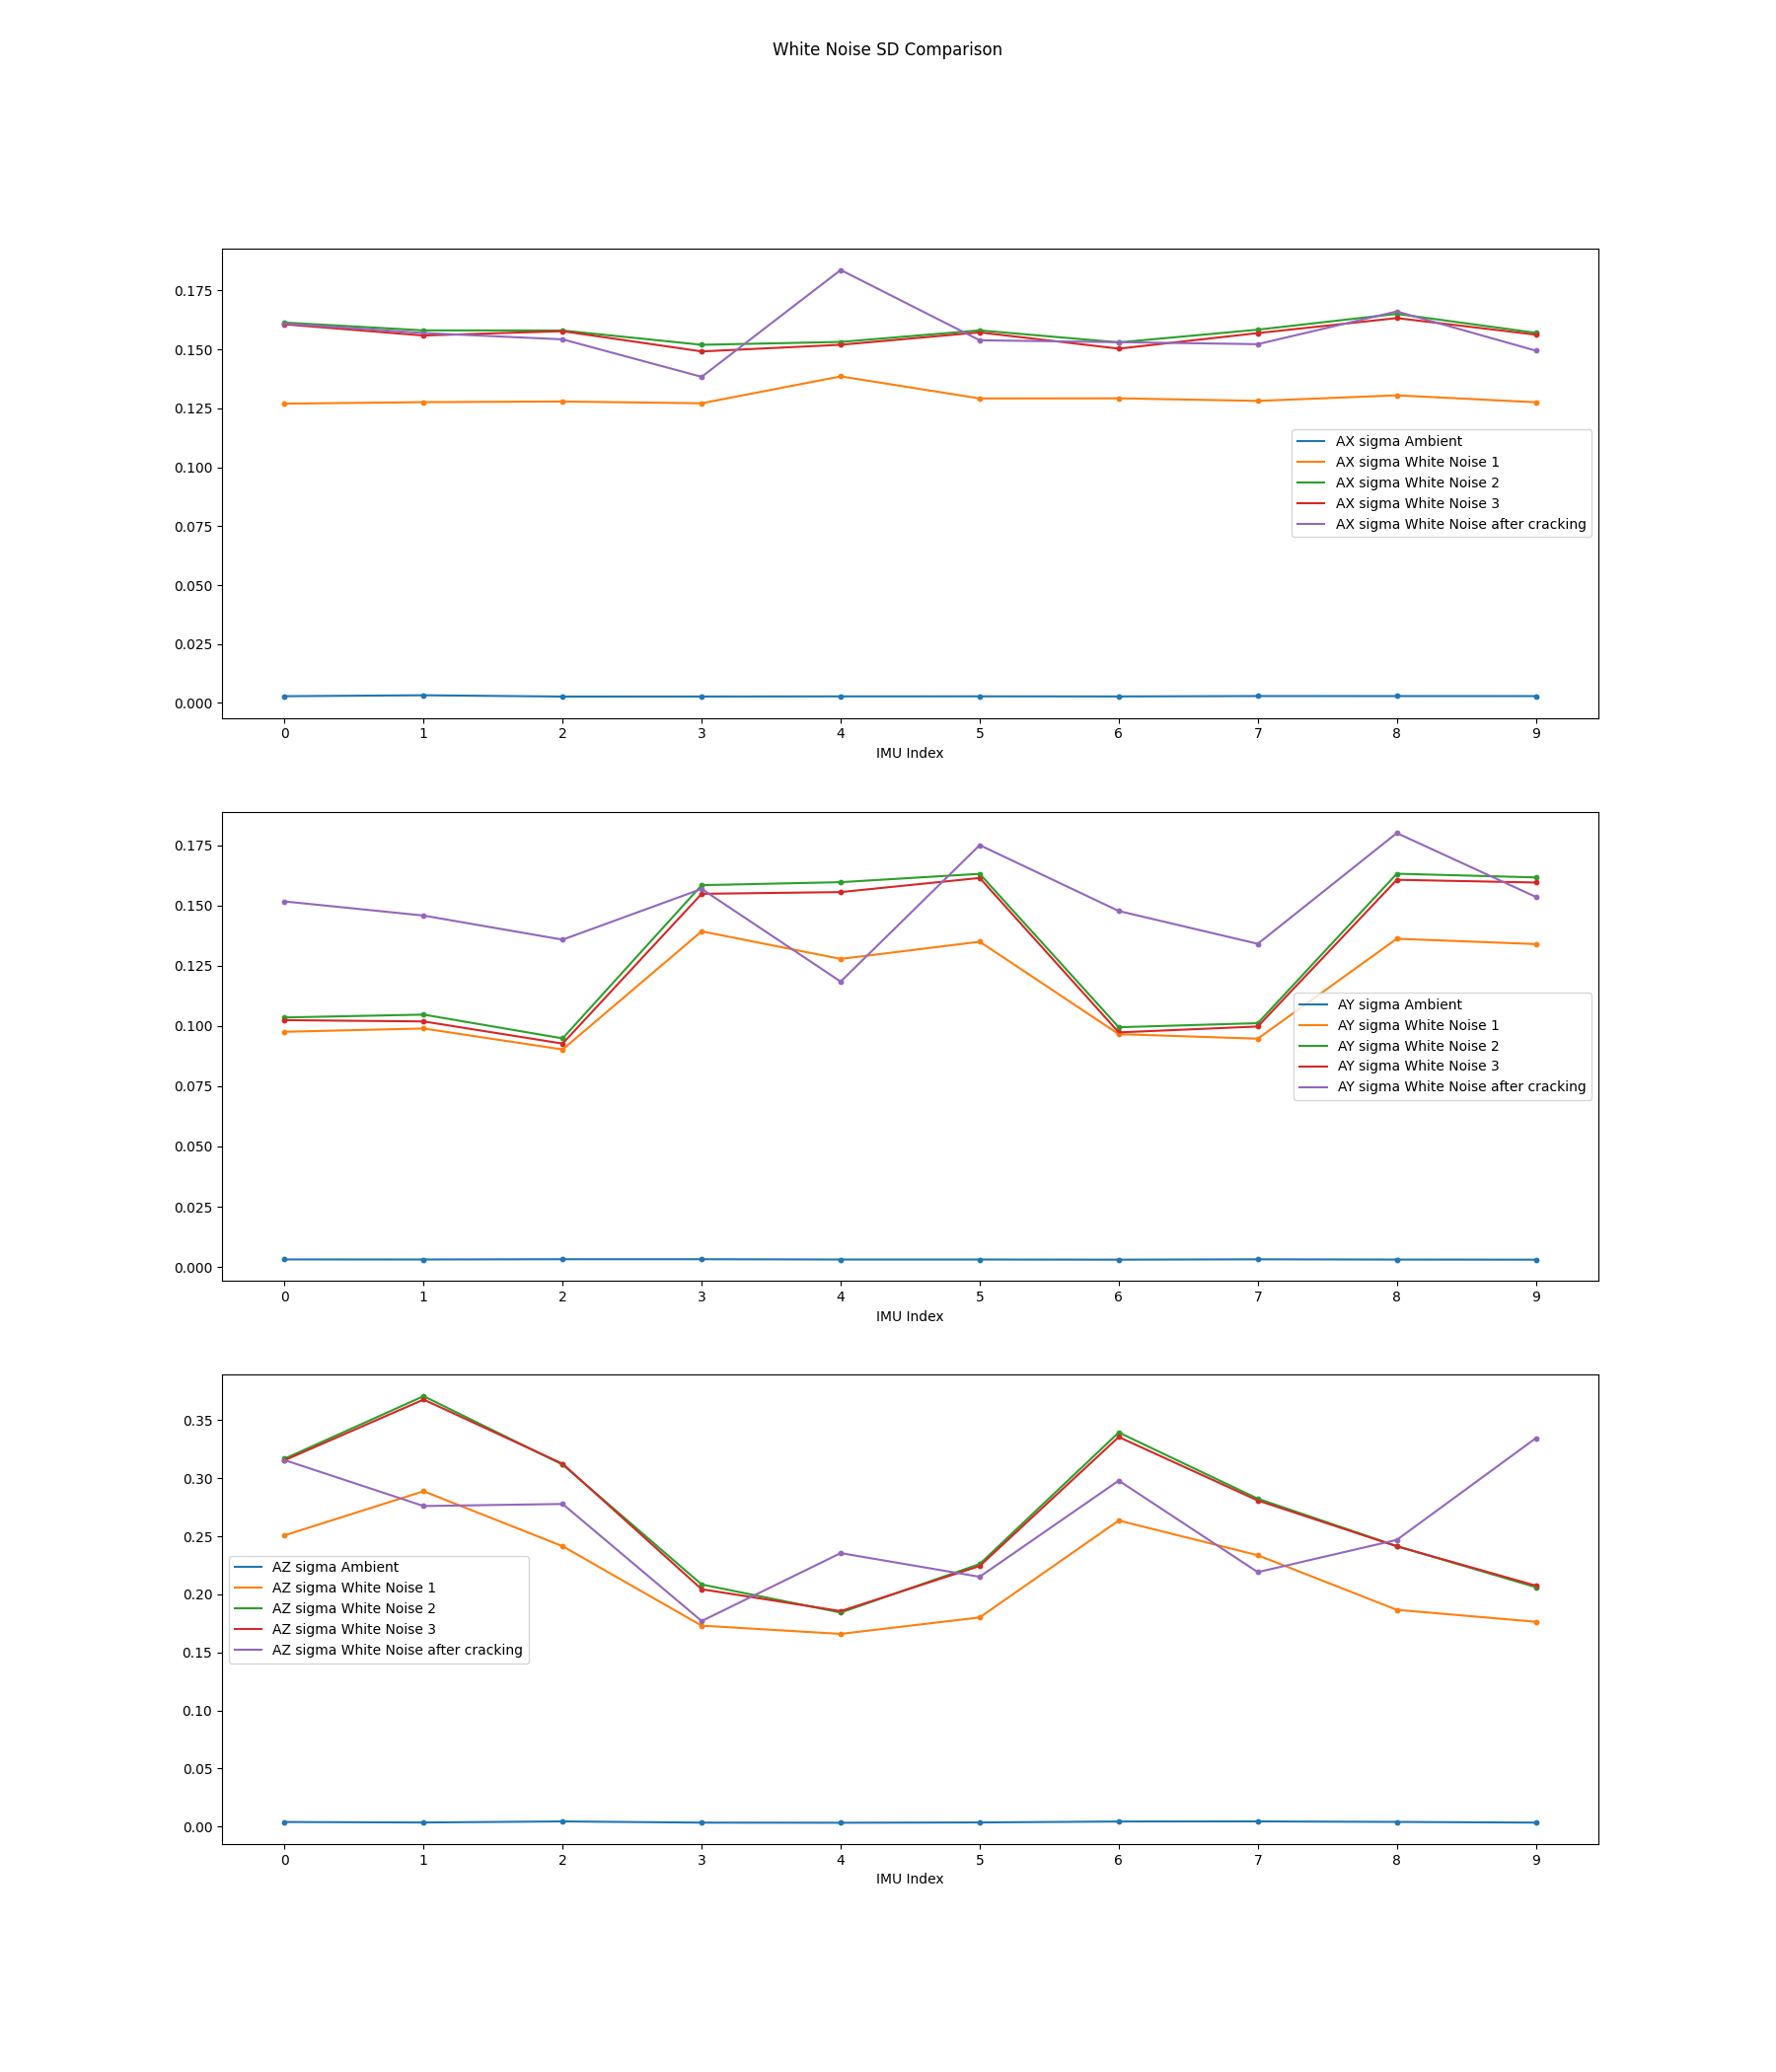 White Noise SD Comparison
0.175
0.150
0.125
0.100
0.075
0.050
0.025
0.000
AX sigma Ambient
AX sigma White Noise 1
AX sigma White Noise 2
AX sigma White Noise 3
AX sigma White Noise after cracking
0 1 2 3 4 5 6 7 8 9
IMU Index
0.175
0.150
0.125
0.100
0.075
0.050
0.025
0.000
AY sigma Ambient
AY sigma White Noise 1
AY sigma White Noise 2
AY sigma White Noise 3
AY sigma White Noise after cracking
0 1 2 3 4 5 6 7 8 9
IMU Index
0.35
0.30
0.25
0.20
0.15
0.10
0.05
0.00
AZ sigma Ambient
AZ sigma White Noise 1
AZ sigma White Noise 2
AZ sigma White Noise 3
AZ sigma White Noise after cracking
0 1 2 3 4 5 6 7 8 9
IMU Index